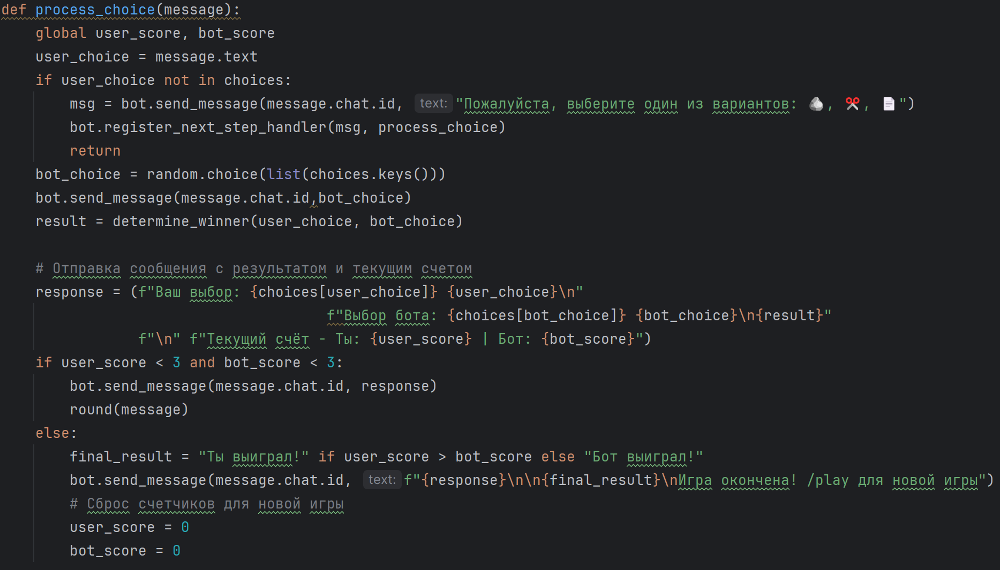 def process_choice(message):
    global user_score, bot_score
    user_choice = message.text
    if user_choice not in choices:
        msg = bot.send_message(message.chat.id, text: "Пожалуйста, выберите один из вариантов: 🪨, ✂️, 📄")
        bot.register_next_step_handler(msg, process_choice)
        return
    bot_choice = random.choice(list(choices.keys()))
    bot.send_message(message.chat.id,bot_choice)
    result = determine_winner(user_choice, bot_choice)
    # Отправка сообщения с результатом и текущим счетом
    response = (f"Ваш выбор: {choices[user_choice]} {user_choice}\n"
                                      f"Выбор бота: {choices[bot_choice]} {bot_choice}\n{result}"
                f"\n" f"Текущий счёт - Ты: {user_score} | Бот: {bot_score}")
    if user_score < 3 and bot_score < 3:
        bot.send_message(message.chat.id, response)
        round(message)
    else:
        final_result = "Ты выиграл!" if user_score > bot_score else "Бот выиграл!"
        bot.send_message(message.chat.id, text: f"{response}\n\n{final_result}\nИгра окончена! /play для новой игры")
        # Сброс счетчиков для новой игры
        user_score = 0
        bot_score = 0